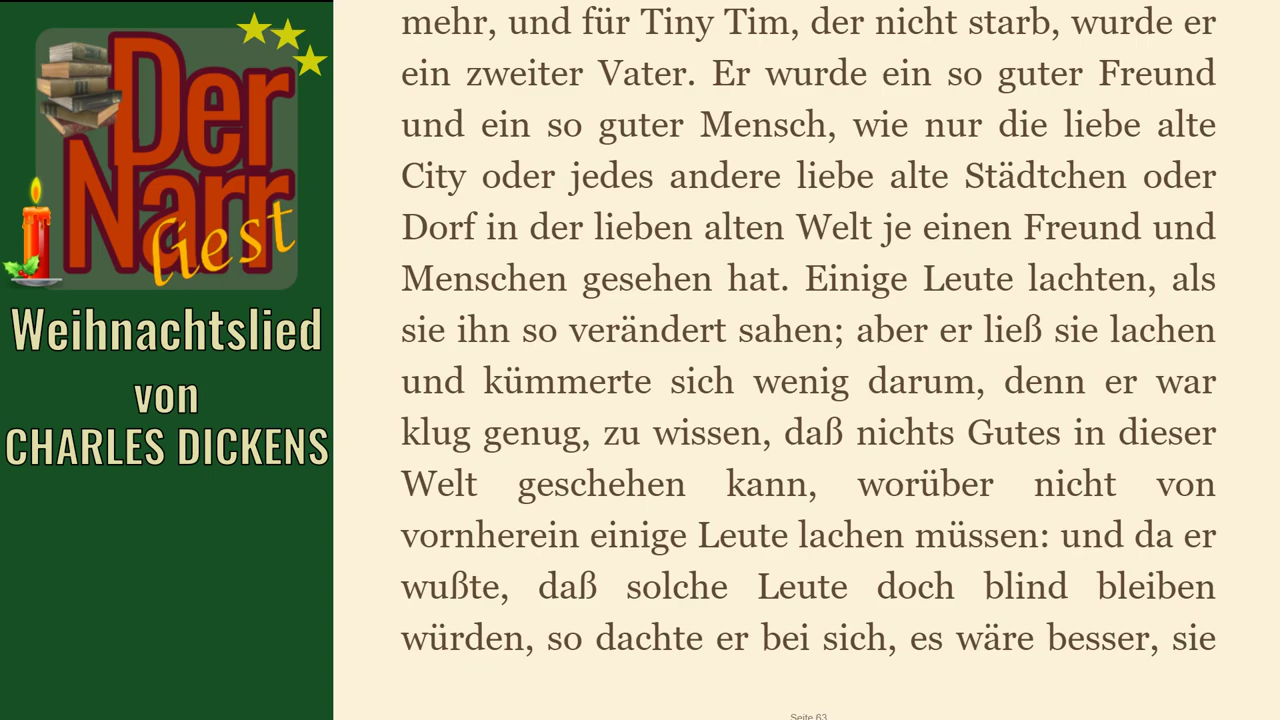 Der
Narr
liest
Weihnachtslied
von
CHARLES DICKENS
mehr, und für Tiny Tim, der nicht starb, wurde er
ein zweiter Vater. Er wurde ein so guter Freund
und ein so guter Mensch, wie nur die liebe alte
City oder jedes andere liebe alte Städtchen oder
Dorf in der lieben alten Welt je einen Freund und
Menschen gesehen hat. Einige Leute lachten, als
sie ihn so verändert sahen; aber er ließ sie lachen
und kümmerte sich wenig darum, denn er war
klug genug, zu wissen, daß nichts Gutes in dieser
Welt geschehen kann, worüber nicht von
vornherein einige Leute lachen müssen: und da er
wußte, daß solche Leute doch blind bleiben
würden, so dachte er bei sich, es wäre besser, sie
Seite 63